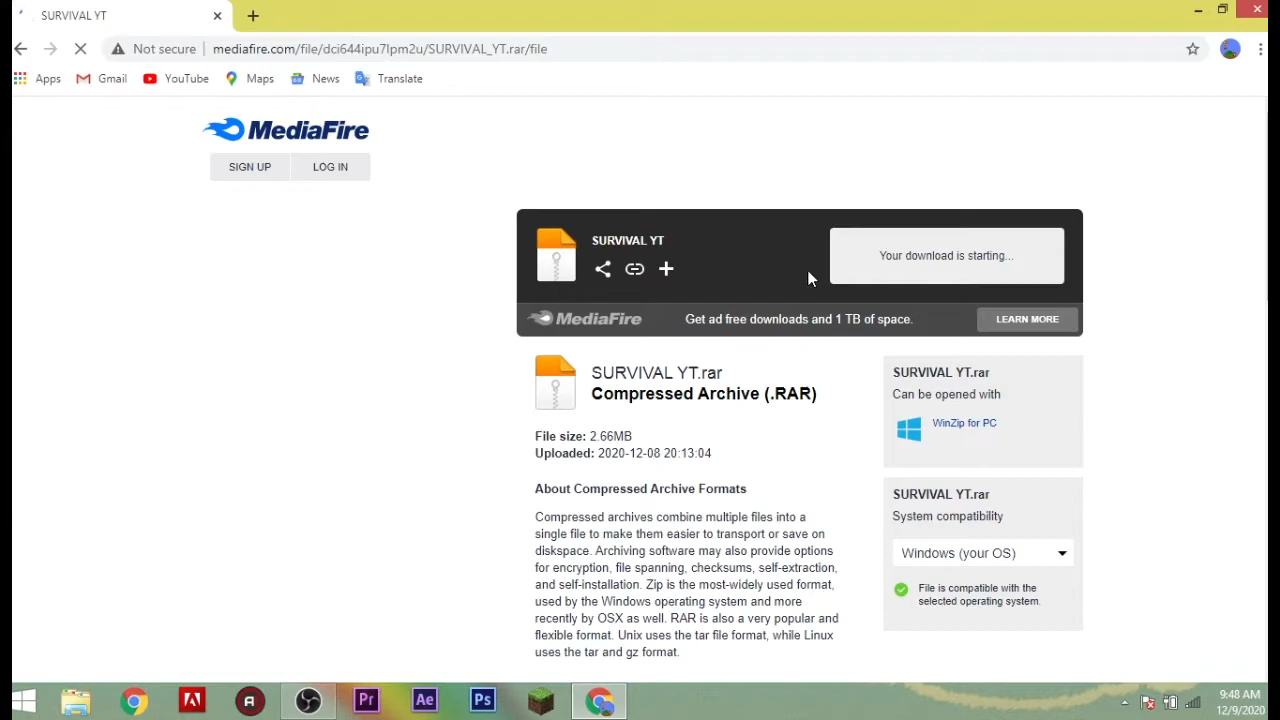 SURVIVAL YT
Not secure
mediafire.com/file/dci644ipu7lpm2u/SURVIVAL_YT.rar/file
Apps
Gmail
YouTube
Maps
News
Translate
MediaFire
SIGN UP
LOG IN
SURVIVAL YT
Your download is starting...
MediaFire
Get ad free downloads and 1 TB of space.
LEARN MORE
SURVIVAL YT.rar
Compressed Archive (.RAR)
File size: 2.66MB
Uploaded: 2020-12-08 20:13:04
About Compressed Archive Formats
Compressed archives combine multiple files into a
single file to make them easier to transport or save on
diskspace. Archiving software may also provide options
for encryption, file spanning, checksums, self-extraction,
and self-installation. Zip is the most-widely used format,
used by the Windows operating system and more
recently by OSX as well. RAR is also a very popular and
flexible format. Unix uses the tar file format, while Linux
uses the tar and gz format.
SURVIVAL YT.rar
Can be opened with
WinZip for PC
SURVIVAL YT.rar
System compatibility
Windows (your OS)
File is compatible with the
selected operating system.
Pr
Ae
Ps
9:48 AM
12/9/2020